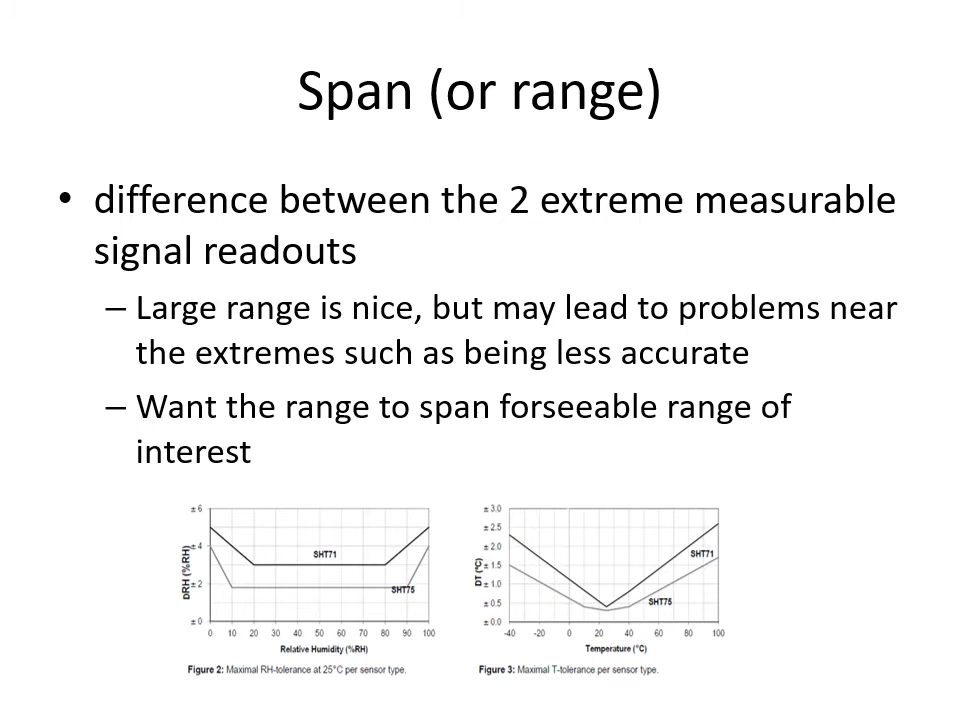 Span (or range)
• difference between the 2 extreme measurable
signal readouts
– Large range is nice, but may lead to problems near
the extremes such as being less accurate
– Want the range to span forseeable range of
interest
± 6
± 4
± 2
± 0
DRH (%RH)
SHT71
SHT75
0 10 20 30 40 50 60 70 80 90 100
Relative Humidity (%RH)
Figure 2: Maximal RH-tolerance at 25°C per sensor type.
± 3.0
± 2.5
± 2.0
± 1.5
± 1.0
± 0.5
± 0.0
DT (°C)
SHT71
SHT75
-40 -20 0 20 40 60 80 100
Temperature (°C)
Figure 3: Maximal T-tolerance per sensor type.